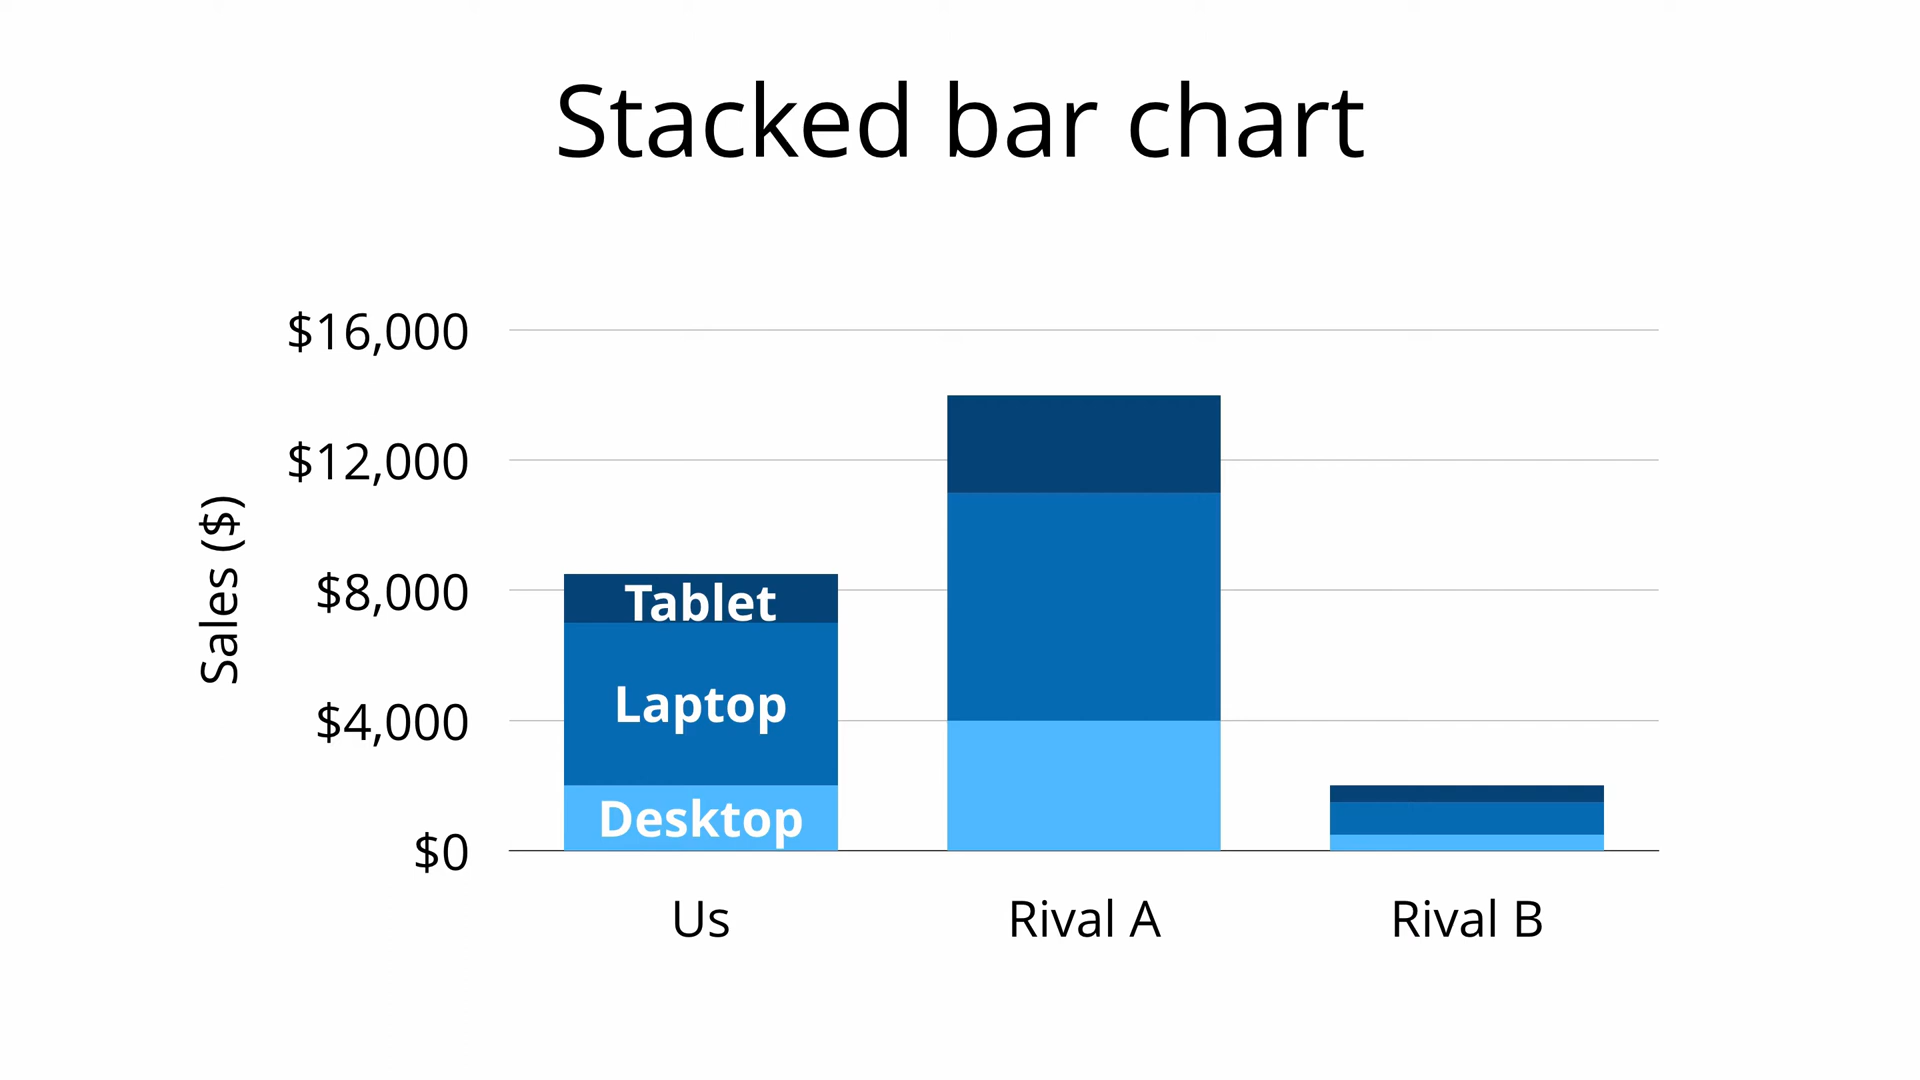 Stacked bar chart
Sales ($)
$16,000
$12,000
$8,000
$4,000
$0
Tablet
Laptop
Desktop
Us
Rival A
Rival B